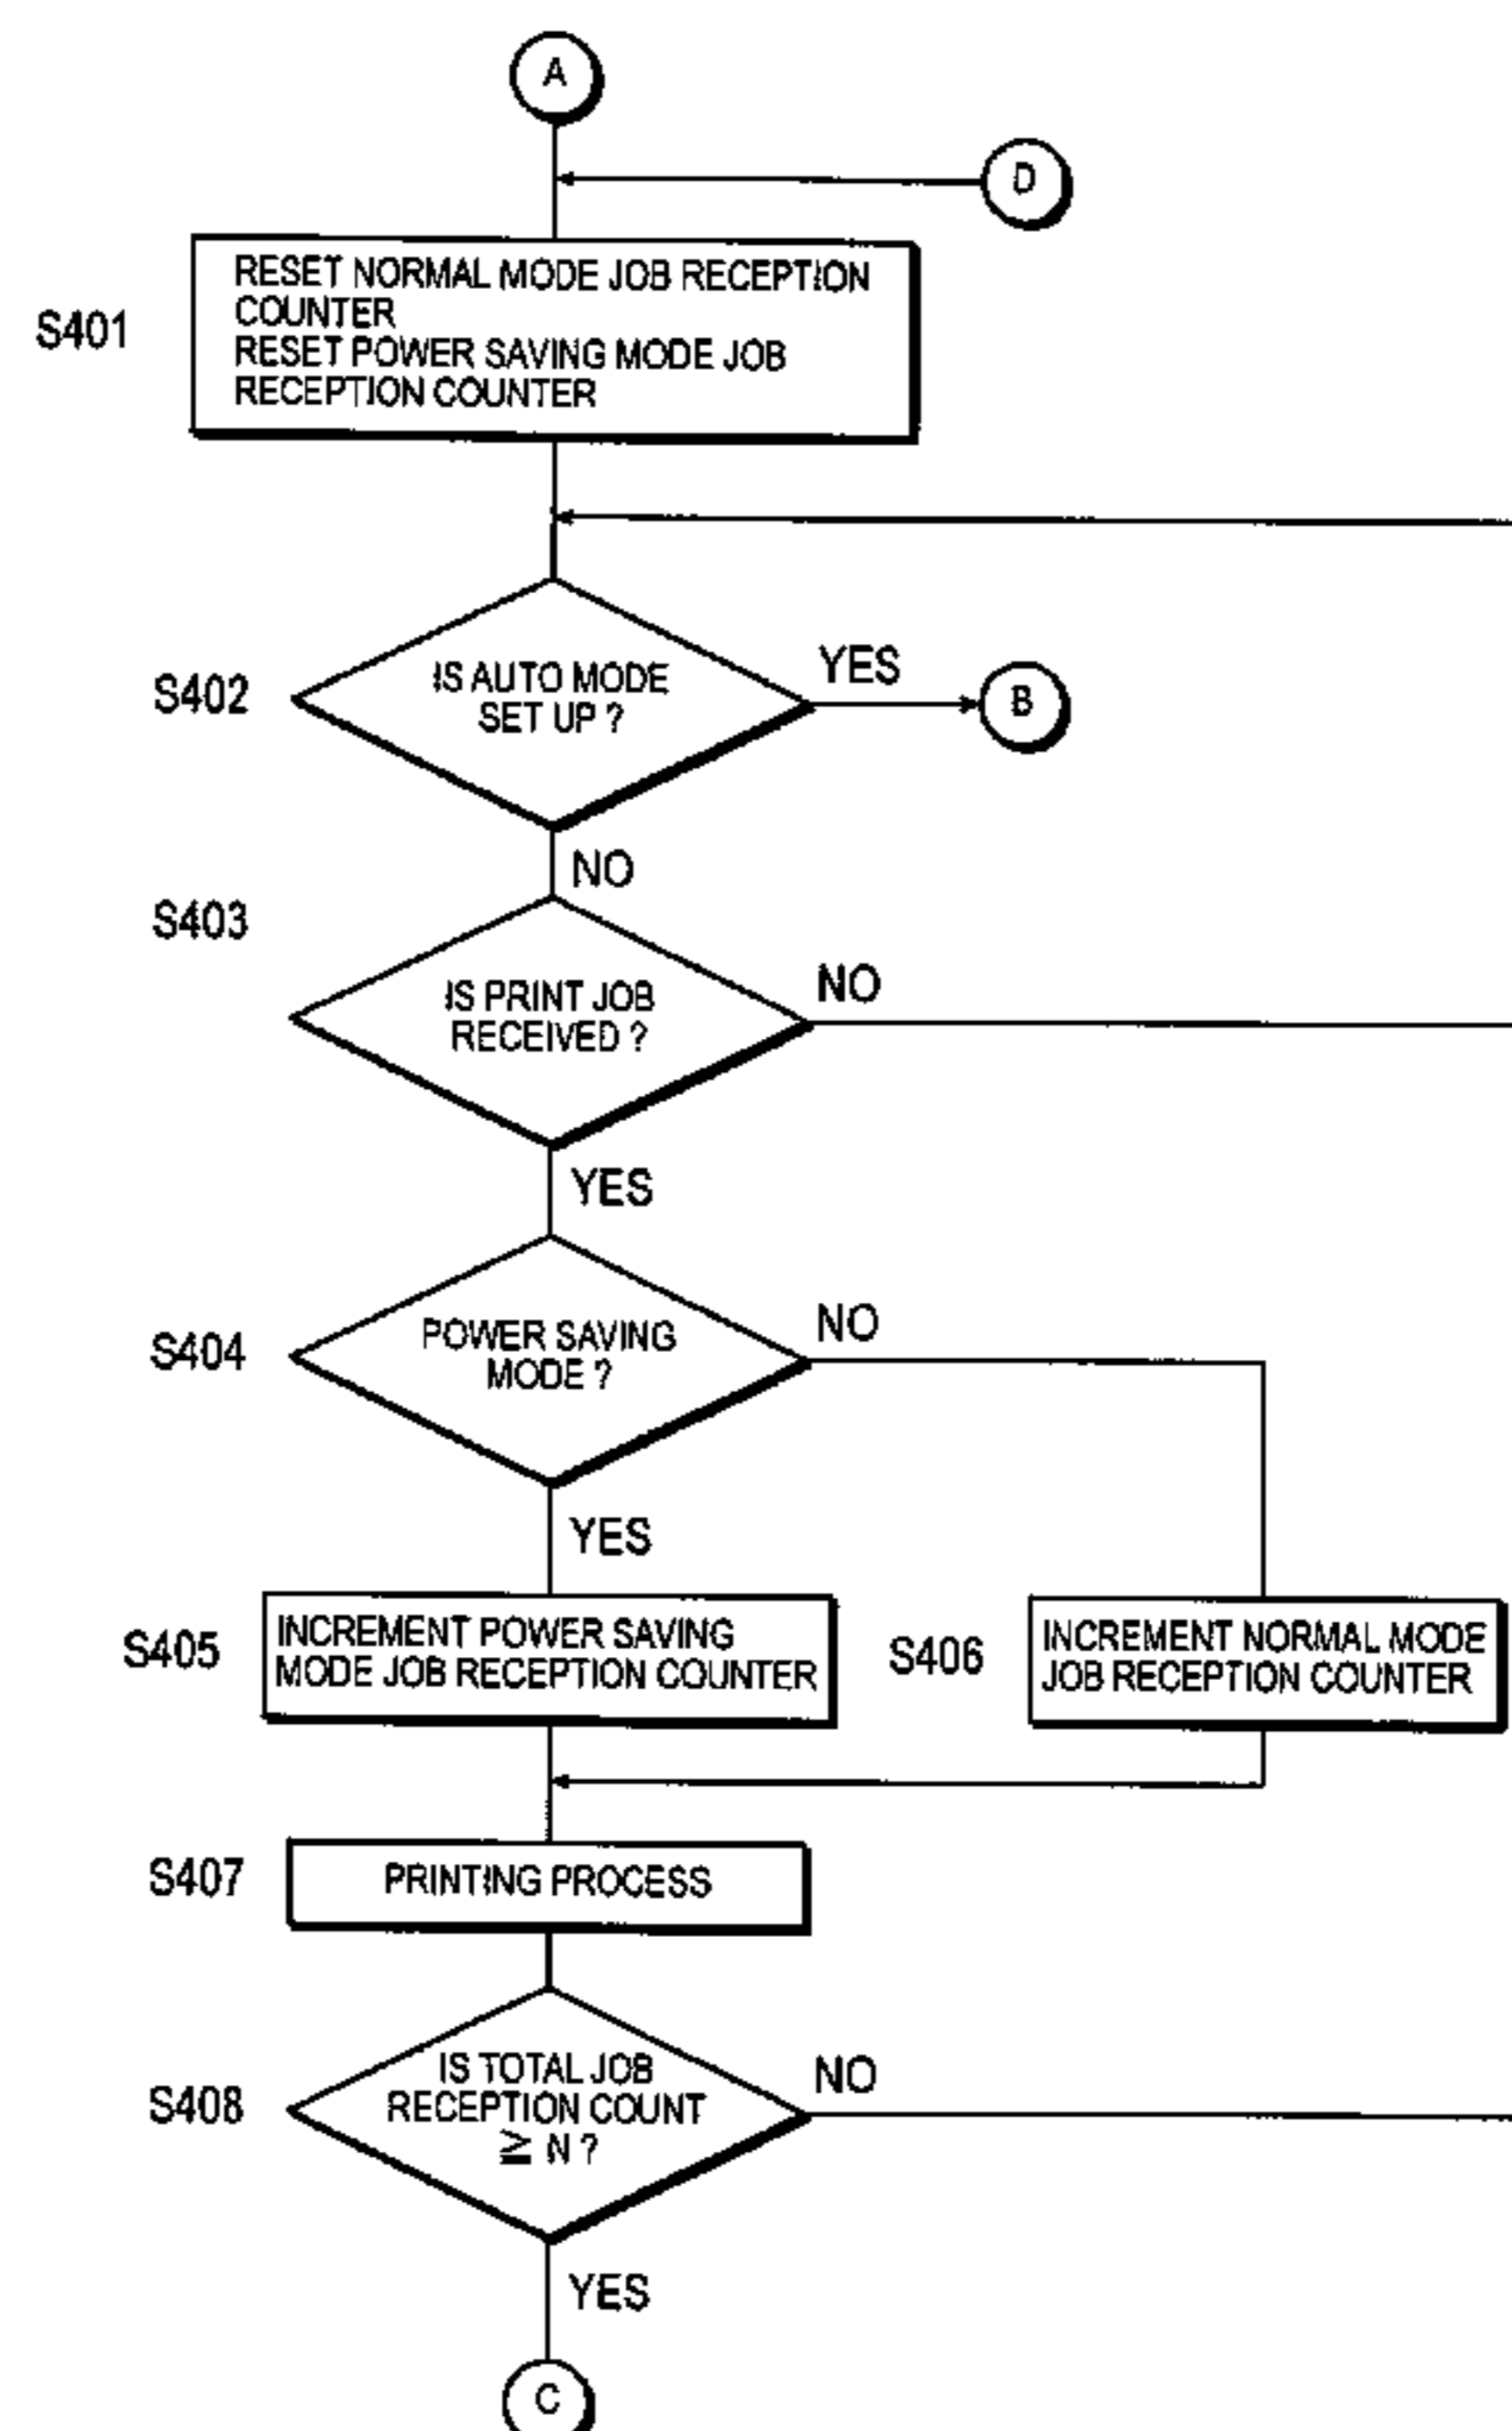 A
D
S401
RESET NORMAL MODE JOB RECEPTION
COUNTER
RESET POWER SAVING MODE JOB
RECEPTION COUNTER
S402
IS AUTO MODE
SET UP ?
YES
B
NO
S403
IS PRINT JOB
RECEIVED ?
NO
YES
S404
POWER SAVING
MODE ?
NO
YES
S405
INCREMENT POWER SAVING
MODE JOB RECEPTION COUNTER
S406
INCREMENT NORMAL MODE
JOB RECEPTION COUNTER
S407
PRINTING PROCESS
S408
IS TOTAL JOB
RECEPTION COUNT
≧ N ?
NO
YES
C